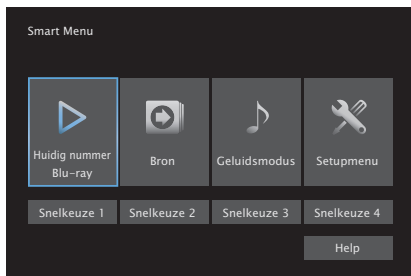 Smart Menu
Huidig nummer
Blu-ray
Bron
Geluidsmodus
Setupmenu
Snelkeuze 1
Snelkeuze 2
Snelkeuze 3
Snelkeuze 4
Help